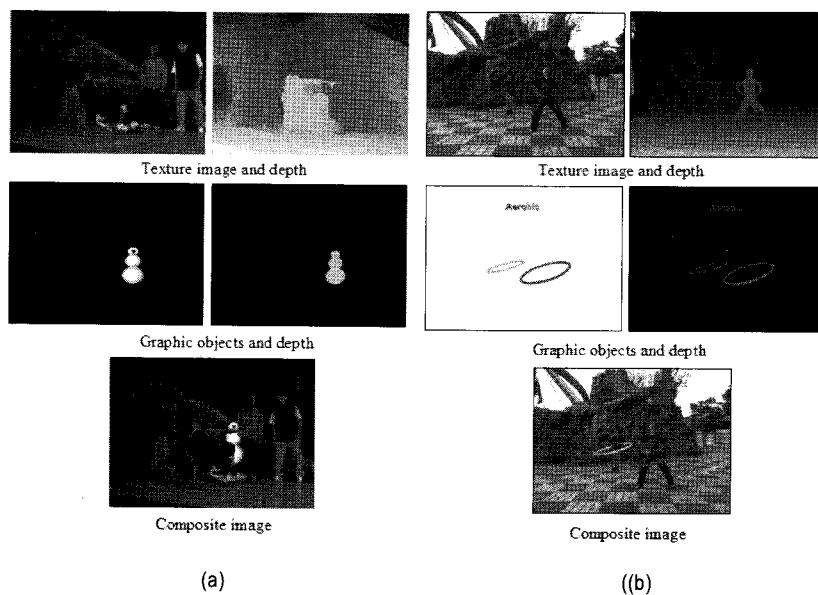 Texture image and depth
Graphic objects and depth
Composite image
(a)
Texture image and depth
Aerobic
Graphic objects and depth
Composite image
((b)